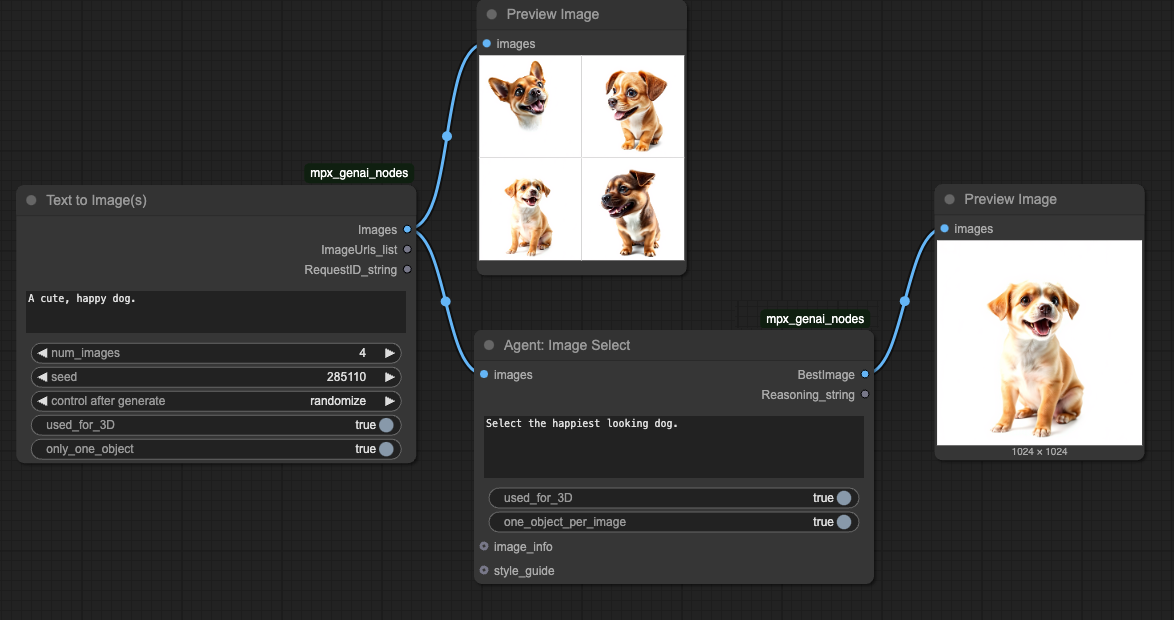 Preview Image
images
mpx_genai_nodes
Text to Image(s)
Images
ImageUrls_list
RequestID_string
A cute, happy dog.
num_images 4
seed 285110
control after generate randomize
used_for_3D true
only_one_object true
mpx_genai_nodes
Agent: Image Select
images BestImage
Reasoning_string
Select the happiest looking dog.
used_for_3D true
one_object_per_image true
image_info
style_guide
Preview Image
images
1024 x 1024